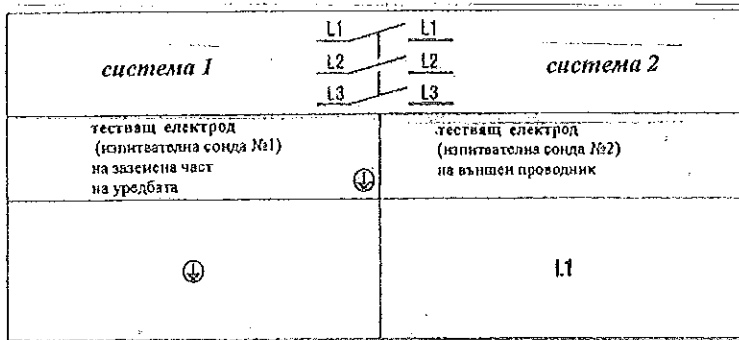 L1 L1
система 1 L2 L2 система 2
L3 L3
тестващ електрод
(изпитвателна сонда №1)
на заземена част
на уредбата
тестващ електрод
(изпитвателна сонда №2)
на външен проводник
L1